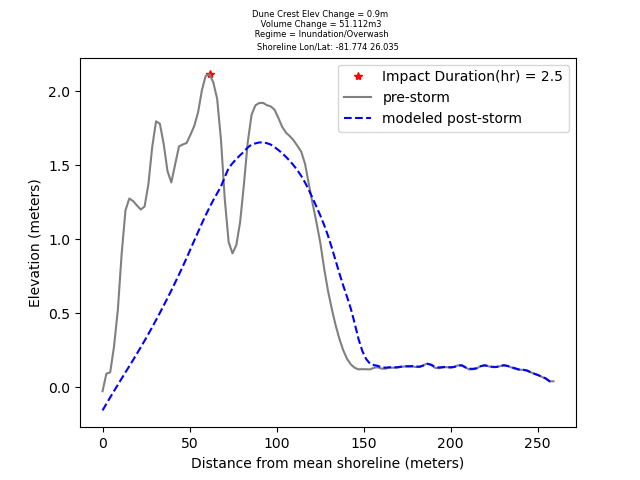 Dune Crest Elev Change = 0.9m
Volume Change = 51.112m3
Regime = Inundation/Overwash
Shoreline Lon/Lat: -81.774 26.035
Impact Duration(hr) = 2.5
pre-storm
modeled post-storm
2.0
1.5
1.0
0.5
0.0
Elevation (meters)
0 50 100 150 200 250
Distance from mean shoreline (meters)